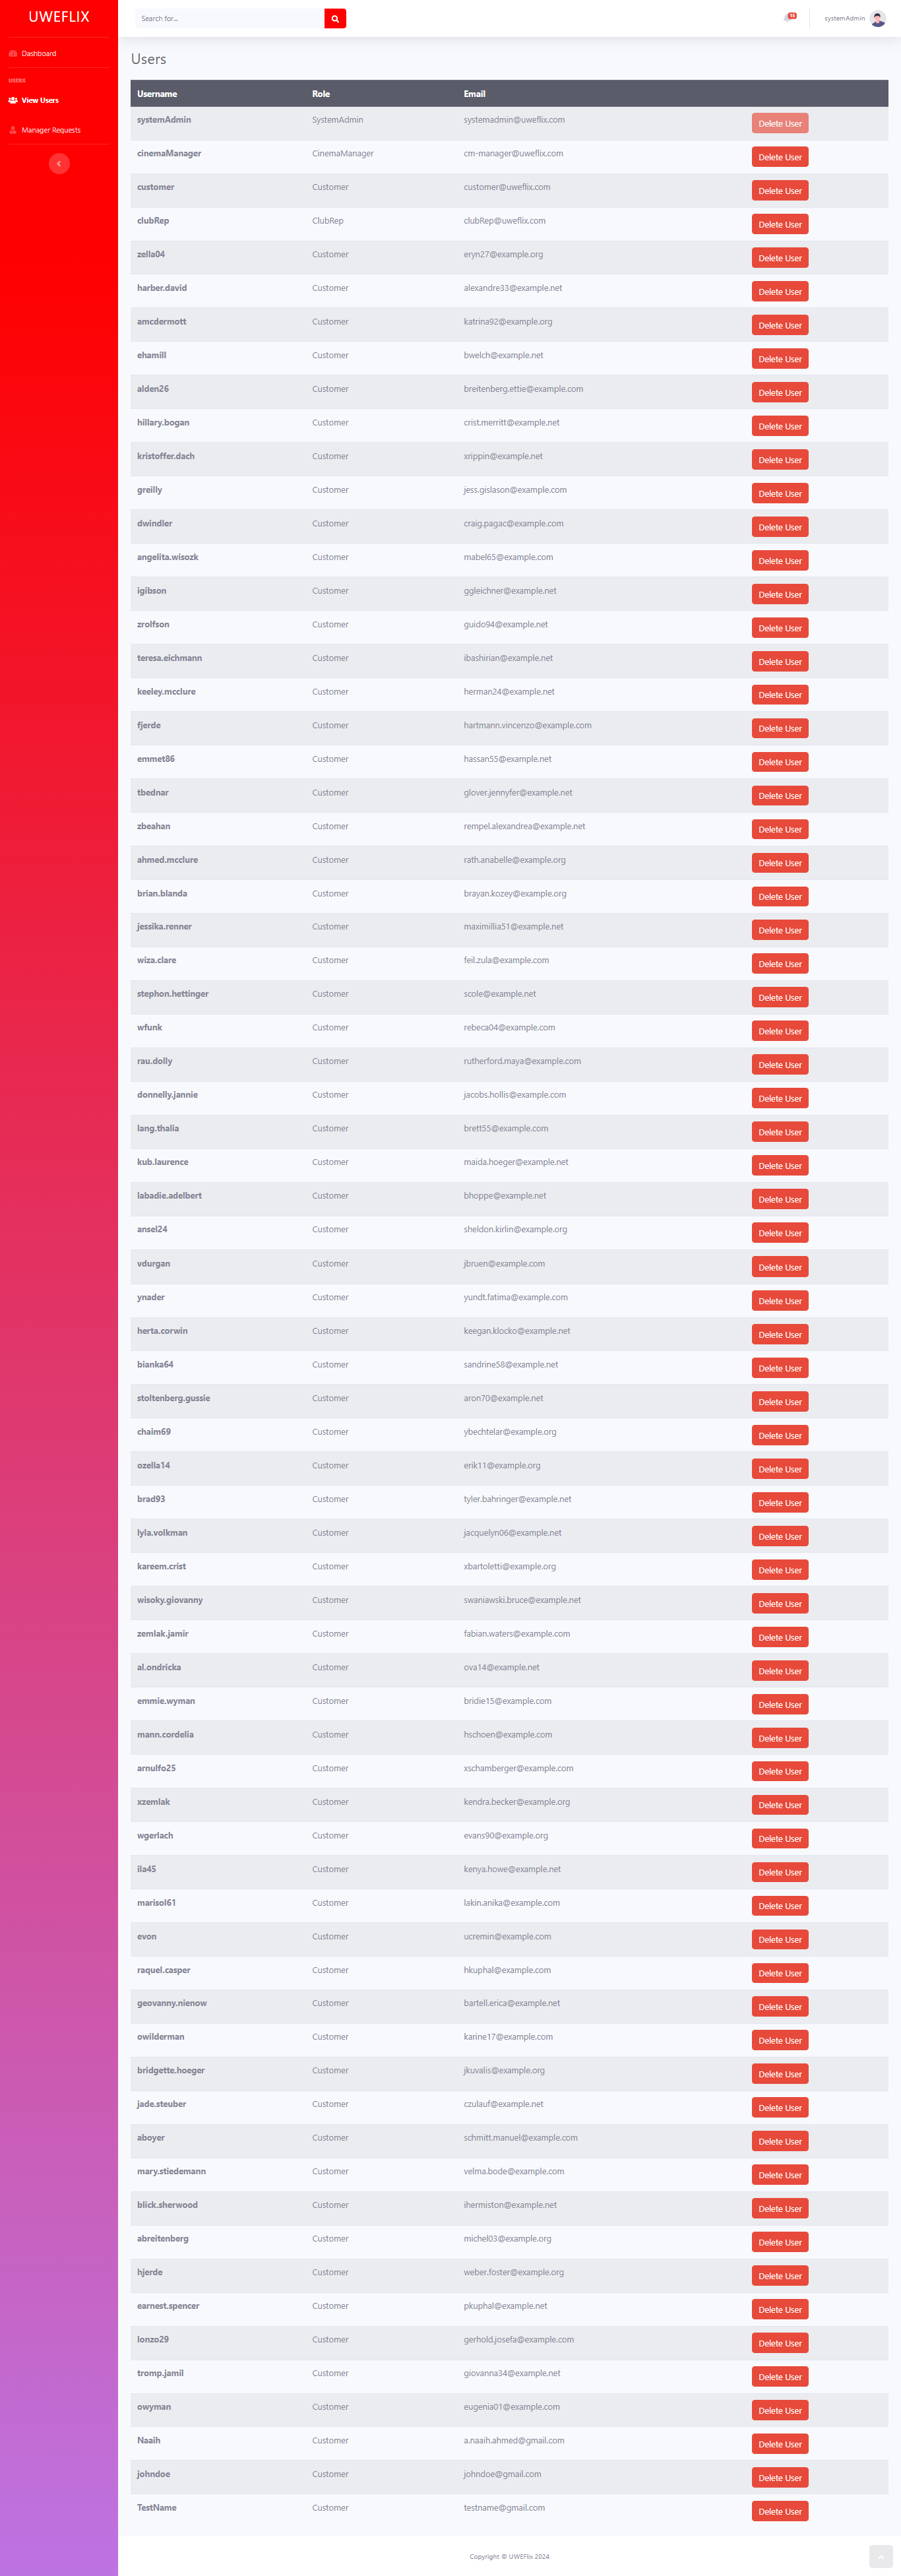 UWEFLIX
Search for...
15
systemAdmin
Dashboard
USERS
View Users
Manager Requests
Users
Username Role Email
systemAdmin SystemAdmin systemadmin@uweflix.com Delete User
cinemaManager CinemaManager cm-manager@uweflix.com Delete User
customer Customer customer@uweflix.com Delete User
clubRep ClubRep clubRep@uweflix.com Delete User
zella04 Customer eryn27@example.org Delete User
harber.david Customer alexandre33@example.net Delete User
amcdermott Customer katrina92@example.org Delete User
ehamill Customer bwelch@example.net Delete User
alden26 Customer breitenberg.ettie@example.com Delete User
hillary.bogan Customer crist.merritt@example.net Delete User
kristoffer.dach Customer xrippin@example.net Delete User
greilly Customer jess.gislason@example.com Delete User
dwindler Customer craig.pagac@example.com Delete User
angelita.wisozk Customer mabel65@example.com Delete User
igibson Customer ggleichner@example.net Delete User
zrolfson Customer guido94@example.net Delete User
teresa.eichmann Customer ibashirian@example.net Delete User
keeley.mcclure Customer herman24@example.net Delete User
fjerde Customer hartmann.vincenzo@example.com Delete User
emmet86 Customer hassan55@example.net Delete User
tbednar Customer glover.jennyfer@example.net Delete User
zbeahan Customer rempel.alexandrea@example.net Delete User
ahmed.mcclure Customer rath.anabelle@example.org Delete User
brian.blanda Customer brayan.kozey@example.org Delete User
jessika.renner Customer maximillia51@example.net Delete User
wiza.clare Customer feil.zula@example.com Delete User
stephon.hettinger Customer scole@example.net Delete User
wfunk Customer rebeca04@example.com Delete User
rau.dolly Customer rutherford.maya@example.com Delete User
donnelly.jannie Customer jacobs.hollis@example.com Delete User
lang.thalia Customer brett55@example.com Delete User
kub.laurence Customer maida.hoeger@example.net Delete User
labadie.adelbert Customer bhoppe@example.net Delete User
ansel24 Customer sheldon.kirlin@example.org Delete User
vdurgan Customer jbruen@example.com Delete User
ynader Customer yundt.fatima@example.com Delete User
herta.corwin Customer keegan.klocko@example.net Delete User
bianka64 Customer sandrine58@example.net Delete User
stoltenberg.gussie Customer aron70@example.net Delete User
chaim69 Customer ybechtelar@example.org Delete User
ozella14 Customer erik11@example.org Delete User
brad93 Customer tyler.bahringer@example.net Delete User
lyla.volkman Customer jacquelyn06@example.net Delete User
kareem.crist Customer xbartoletti@example.org Delete User
wisoky.giovanny Customer swaniawski.bruce@example.net Delete User
zemlak.jamir Customer fabian.waters@example.com Delete User
al.ondricka Customer ova14@example.net Delete User
emmie.wyman Customer bridie15@example.com Delete User
mann.cordelia Customer hschoen@example.com Delete User
arnulfo25 Customer xschamberger@example.com Delete User
xzemlak Customer kendra.becker@example.org Delete User
wgerlach Customer evans90@example.org Delete User
ila45 Customer kenya.howe@example.net Delete User
marisol61 Customer lakin.anika@example.com Delete User
evon Customer ucremin@example.com Delete User
raquel.casper Customer hkuphal@example.com Delete User
geovanny.nienow Customer bartell.erica@example.net Delete User
owilderman Customer karine17@example.com Delete User
bridgette.hoeger Customer jkuvalis@example.org Delete User
jade.steuber Customer czulauf@example.net Delete User
aboyer Customer schmitt.manuel@example.com Delete User
mary.stiedemann Customer velma.bode@example.com Delete User
blick.sherwood Customer ihermiston@example.net Delete User
abreitenberg Customer michel03@example.org Delete User
hjerde Customer weber.foster@example.org Delete User
earnest.spencer Customer pkuphal@example.net Delete User
lonzo29 Customer gerhold.josefa@example.com Delete User
tromp.jamil Customer giovanna34@example.net Delete User
owyman Customer eugenia01@example.com Delete User
Naaih Customer a.naaih.ahmed@gmail.com Delete User
johndoe Customer johndoe@gmail.com Delete User
TestName Customer testname@gmail.com Delete User
Copyright © UWEFlix 2024